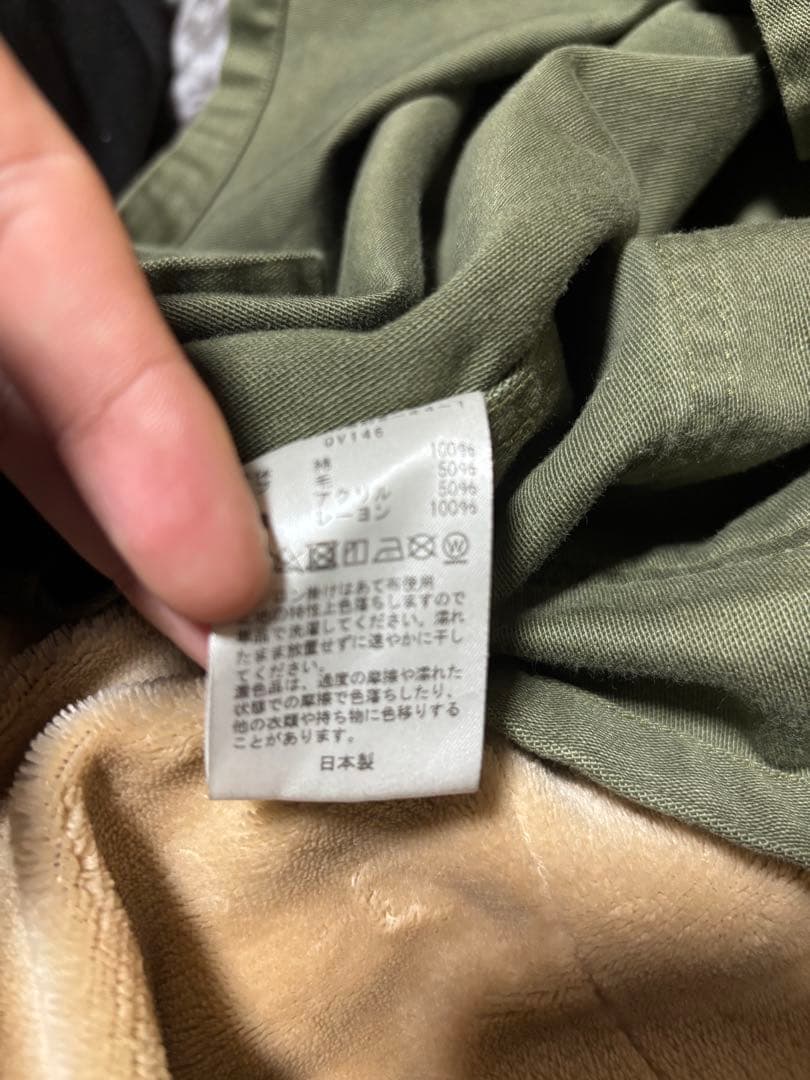 OV146
綿 100%
毛 50%
アクリル 50%
レーヨン 100%
W
ン掛けはあて布使用
の特性上色落ちしますので
単品で洗濯してください。濡れ
たまま放置せずに速やかに干し
てください。
濃色品は、過度の摩擦や濡れた
状態での摩擦で色落ちしたり、
他の衣類や持ち物に色移りする
ことがあります。
日本製